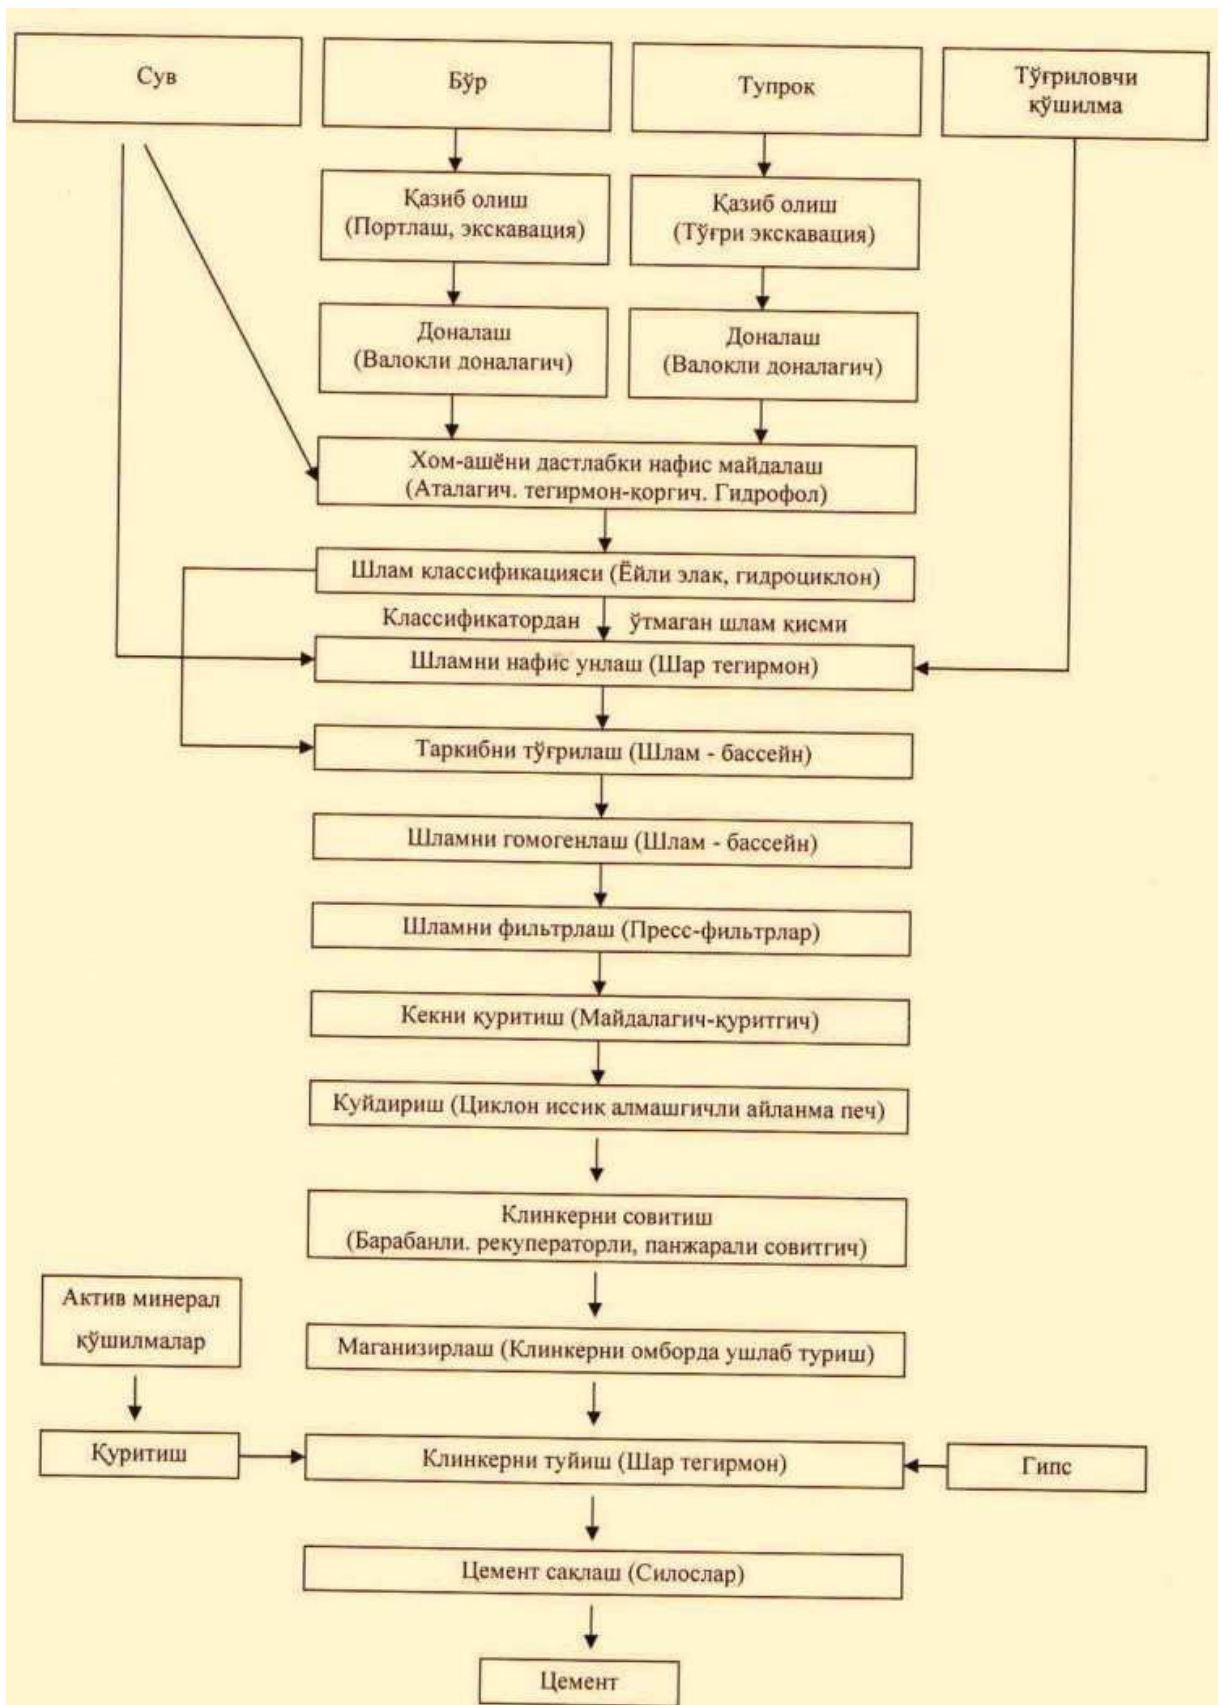 Сув
Бўр
Тупроқ
Тўғриловчи
қўшилма
Қазиб олиш
(Портлаш, экскавация)
Қазиб олиш
(Тўғри экскавация)
Доналаш
(Валокли доналагич)
Доналаш
(Валокли доналагич)
Хом-ашёни дастлабки нафис майдалаш
(Аталагич. тегирмон-қоргич. Гидрофол)
Шлам классификацияси (Ёйли элак, гидроциклон)
Классификатордан ўтмаган шлам қисми
Шламни нафис унлаш (Шар тегирмон)
Таркибни тўғрилаш (Шлам - бассейн)
Шламни гомогенлаш (Шлам - бассейн)
Шламни фильтрлаш (Пресс-фильтрлар)
Кекни қуритиш (Майдалагич-қуритгич)
Куйдириш (Циклон иссиқ алмашгичли айланма печ)
Клинкерни совитиш
(Барабанли. рекуператорли, панжарали совитгич)
Актив минерал
қўшилмалар
Маганизирлаш (Клинкерни омборда ушлаб туриш)
Қуритиш
Клинкерни туйиш (Шар тегирмон)
Гипс
Цемент сақлаш (Силослар)
Цемент